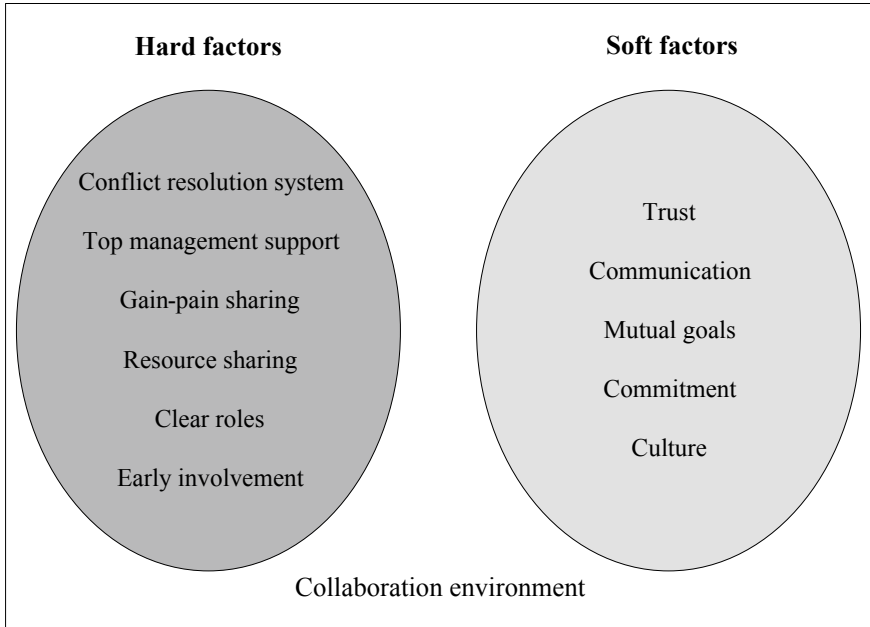 Hard factors
Conflict resolution system
Top management support
Gain-pain sharing
Resource sharing
Clear roles
Early involvement
Soft factors
Trust
Communication
Mutual goals
Commitment
Culture
Collaboration environment